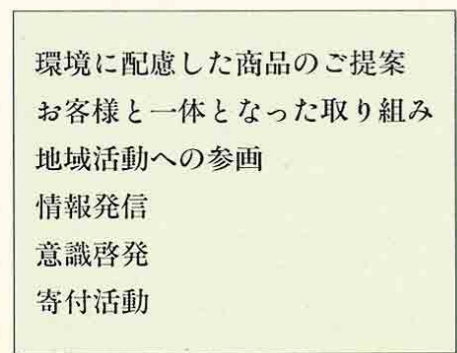 環境に配慮した商品のご提案
お客様と一体となった取り組み
地域活動への参画
情報発信
意識啓発
寄付活動